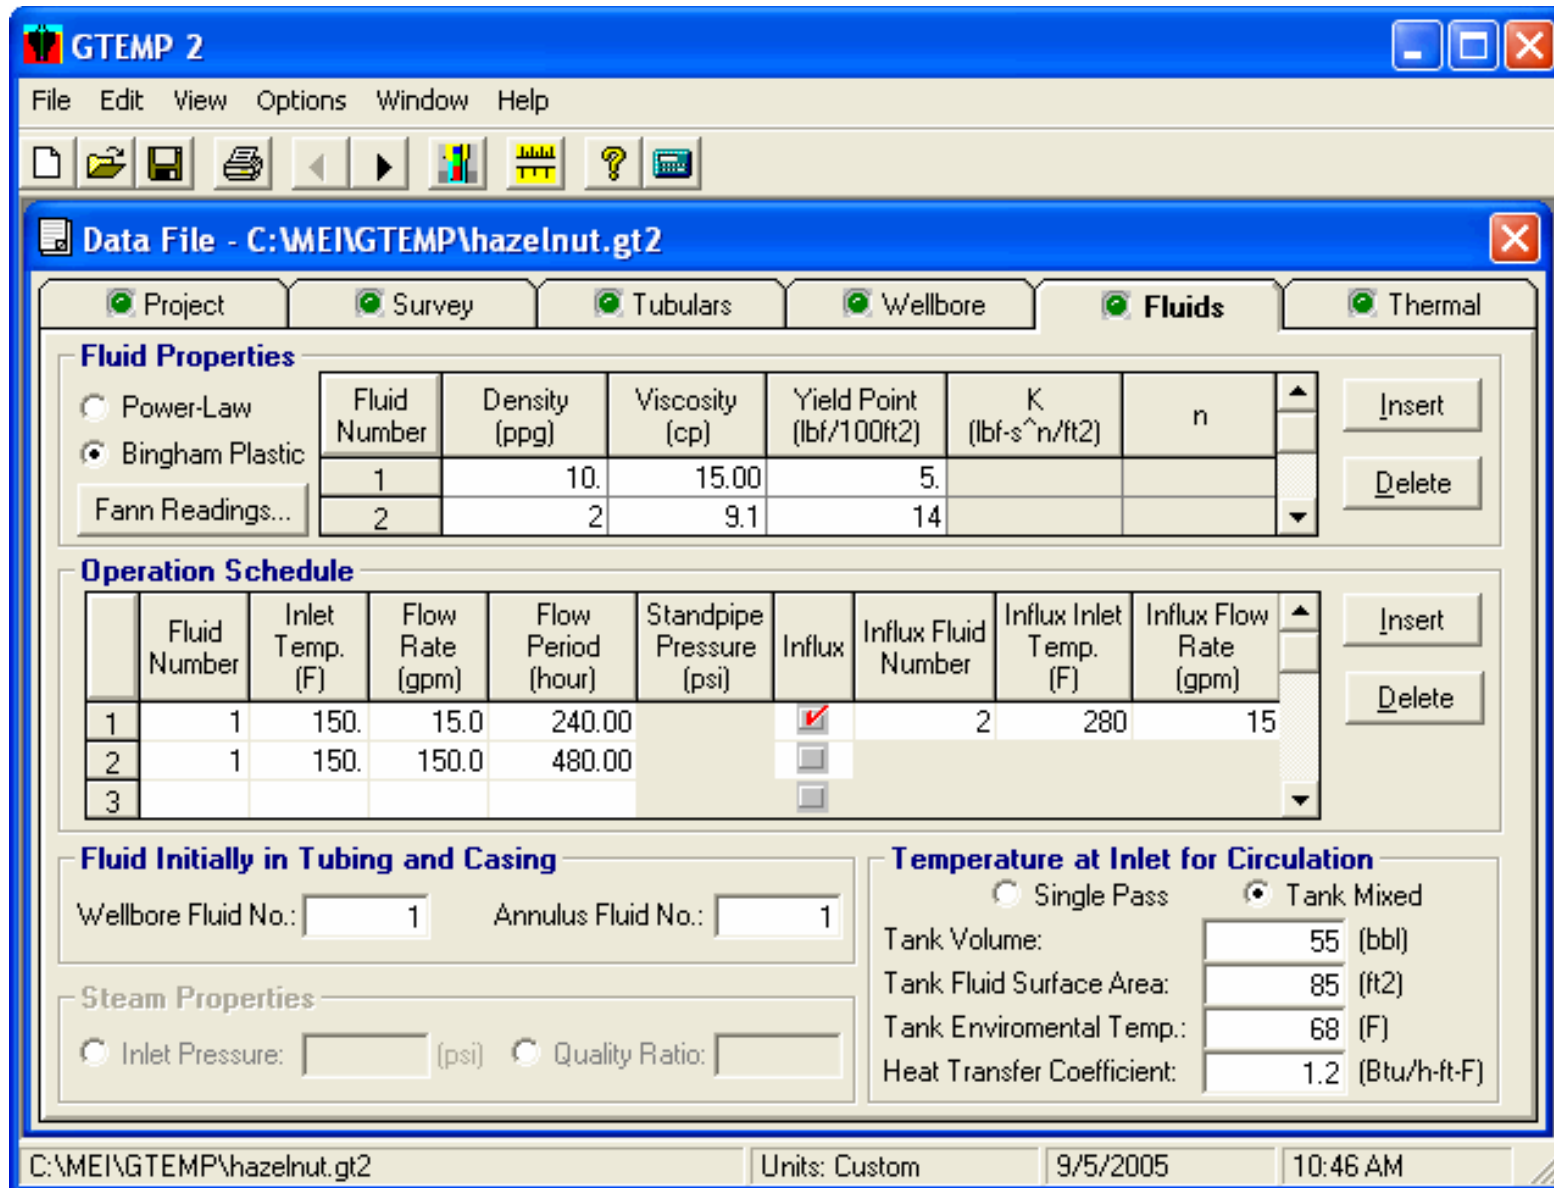 GTEMP 2
File Edit View Options Window Help
Data File - C:\MEI\GTEMP\hazelnut.gt2
Project Survey Tubulars Wellbore Fluids Thermal
Fluid Properties
Power-Law
Bingham Plastic
Fann Readings...
Fluid Number Density (ppg) Viscosity (cp) Yield Point (lbf/100ft2) K (lbf-s^n/ft2) n
1 10. 15.00 5.
2 2 9.1 14
Insert
Delete
Operation Schedule
Fluid Number Inlet Temp. (F) Flow Rate (gpm) Flow Period (hour) Standpipe Pressure (psi) Influx Influx Fluid Number Influx Inlet Temp. (F) Influx Flow Rate (gpm)
1 1 150. 15.0 240.00 2 280 15
2 1 150. 150.0 480.00
3
Insert
Delete
Fluid Initially in Tubing and Casing
Wellbore Fluid No.: 1 Annulus Fluid No.: 1
Steam Properties
Inlet Pressure: (psi) Quality Ratio:
Temperature at Inlet for Circulation
Single Pass Tank Mixed
Tank Volume: 55 (bbl)
Tank Fluid Surface Area: 85 (ft2)
Tank Enviromental Temp.: 68 (F)
Heat Transfer Coefficient: 1.2 (Btu/h-ft-F)
C:\MEI\GTEMP\hazelnut.gt2 Units: Custom 9/5/2005 10:46 AM